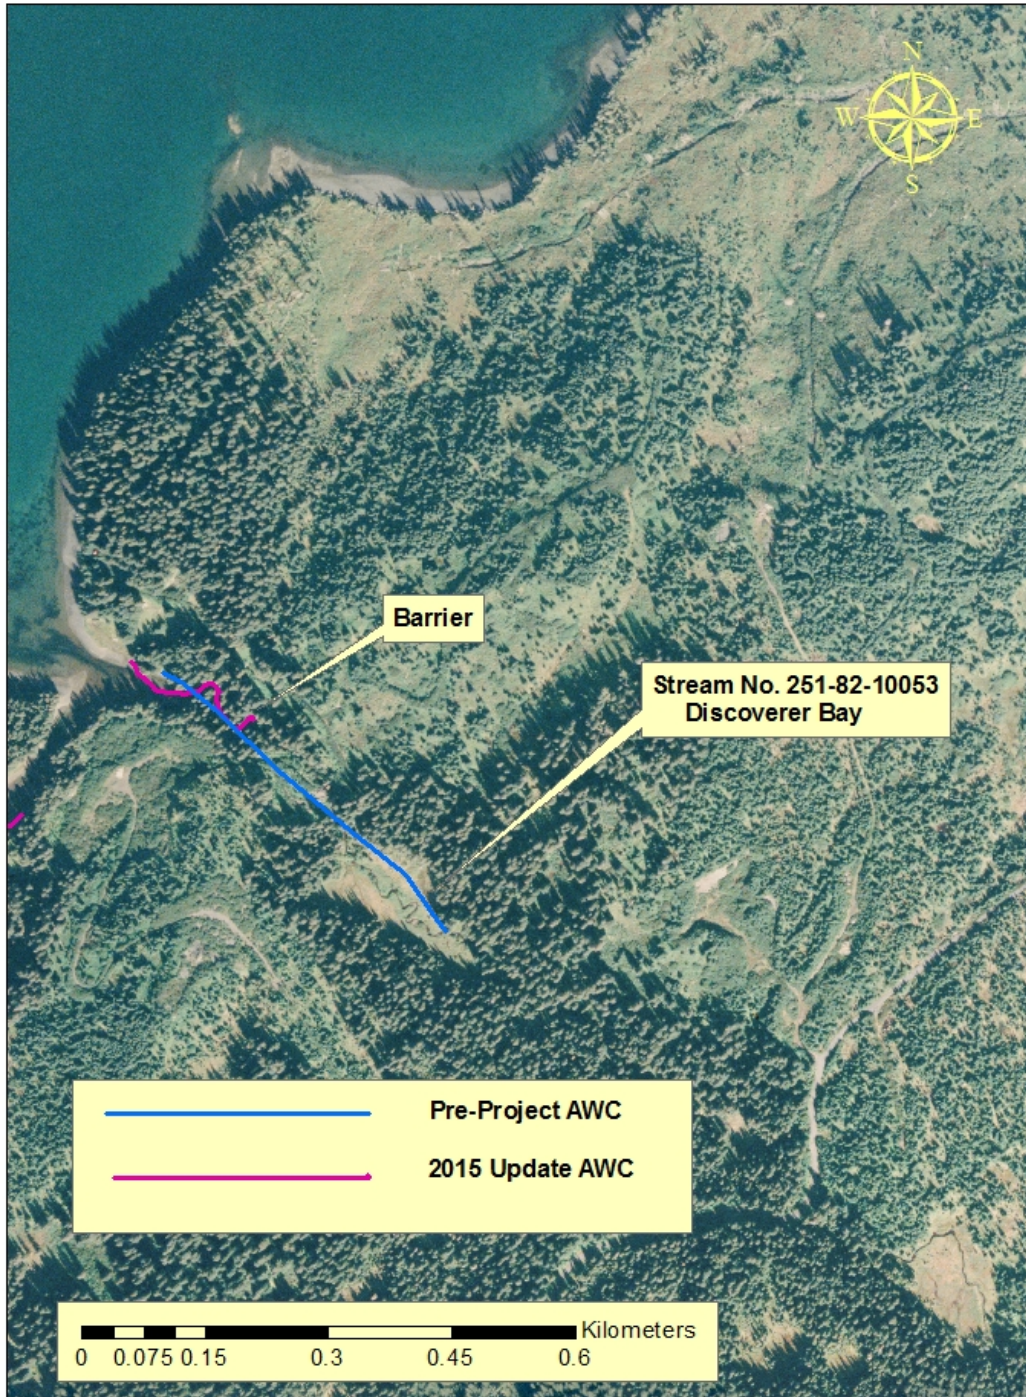 N
W E
S
Barrier
Stream No. 251-82-10053
Discoverer Bay
Pre-Project AWC
2015 Update AWC
Kilometers
0 0.075 0.15 0.3 0.45 0.6